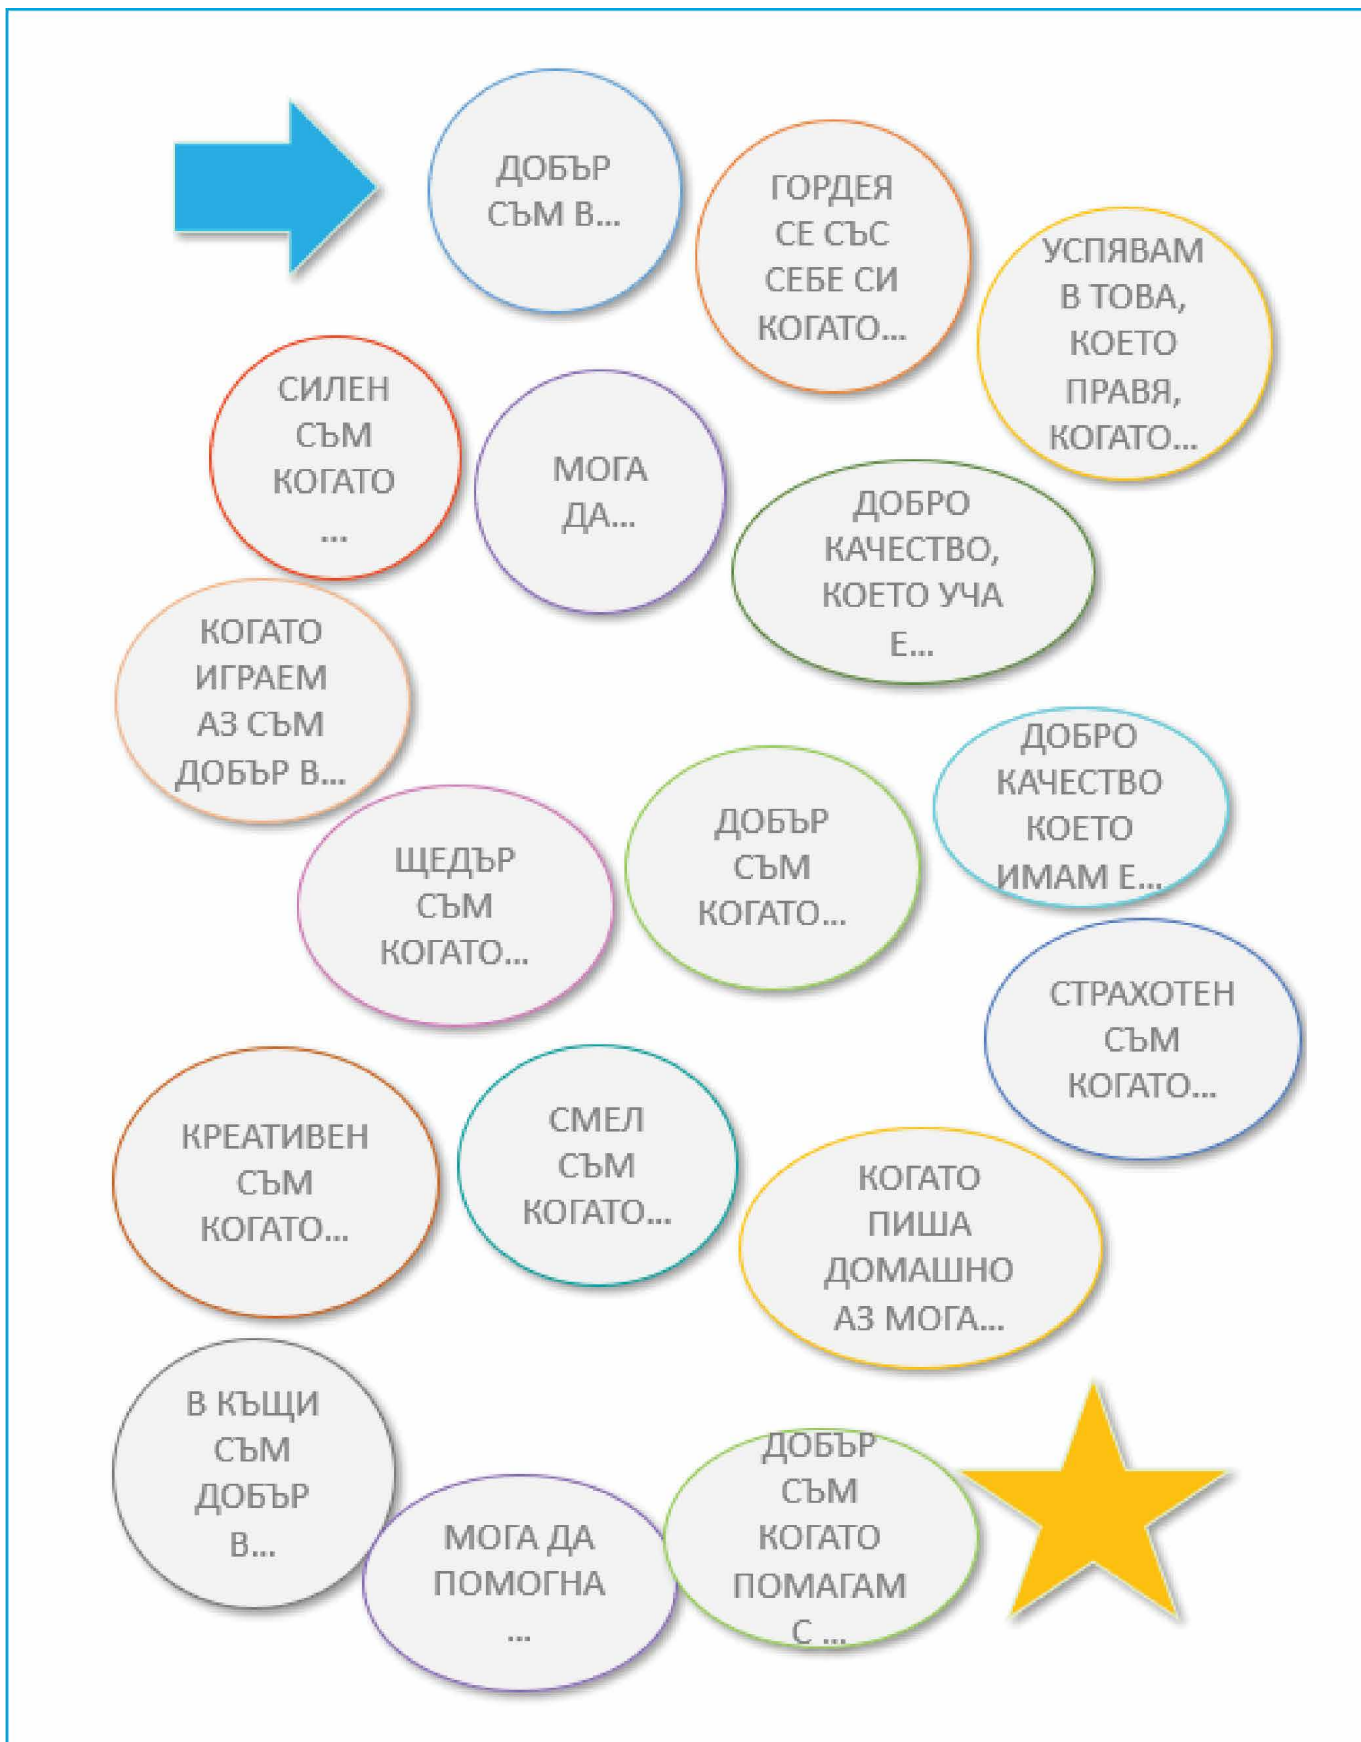 ДОБЪР
СЪМ В...
ГОРДЕЯ
СЕ СЪС
СЕБЕ СИ
КОГАТО...
УСПЯВАМ
В ТОВА,
КОЕТО
ПРАВЯ,
КОГАТО...
СИЛЕН
СЪМ
КОГАТО
...
МОГА
ДА...
ДОБРО
КАЧЕСТВО,
КОЕТО УЧА
Е...
КОГАТО
ИГРАЕМ
АЗ СЪМ
ДОБЪР В...
ЩЕДЪР
СЪМ
КОГАТО...
ДОБЪР
СЪМ
КОГАТО...
ДОБРО
КАЧЕСТВО
КОЕТО
ИМАМ Е...
СТРАХОТЕН
СЪМ
КОГАТО...
КРЕАТИВЕН
СЪМ
КОГАТО...
СМЕЛ
СЪМ
КОГАТО...
КОГАТО
ПИША
ДОМАШНО
АЗ МОГА...
В КЪЩИ
СЪМ
ДОБЪР
В...
МОГА ДА
ПОМОГНА
...
ДОБЪР
СЪМ
КОГАТО
ПОМАГАМ
С ...